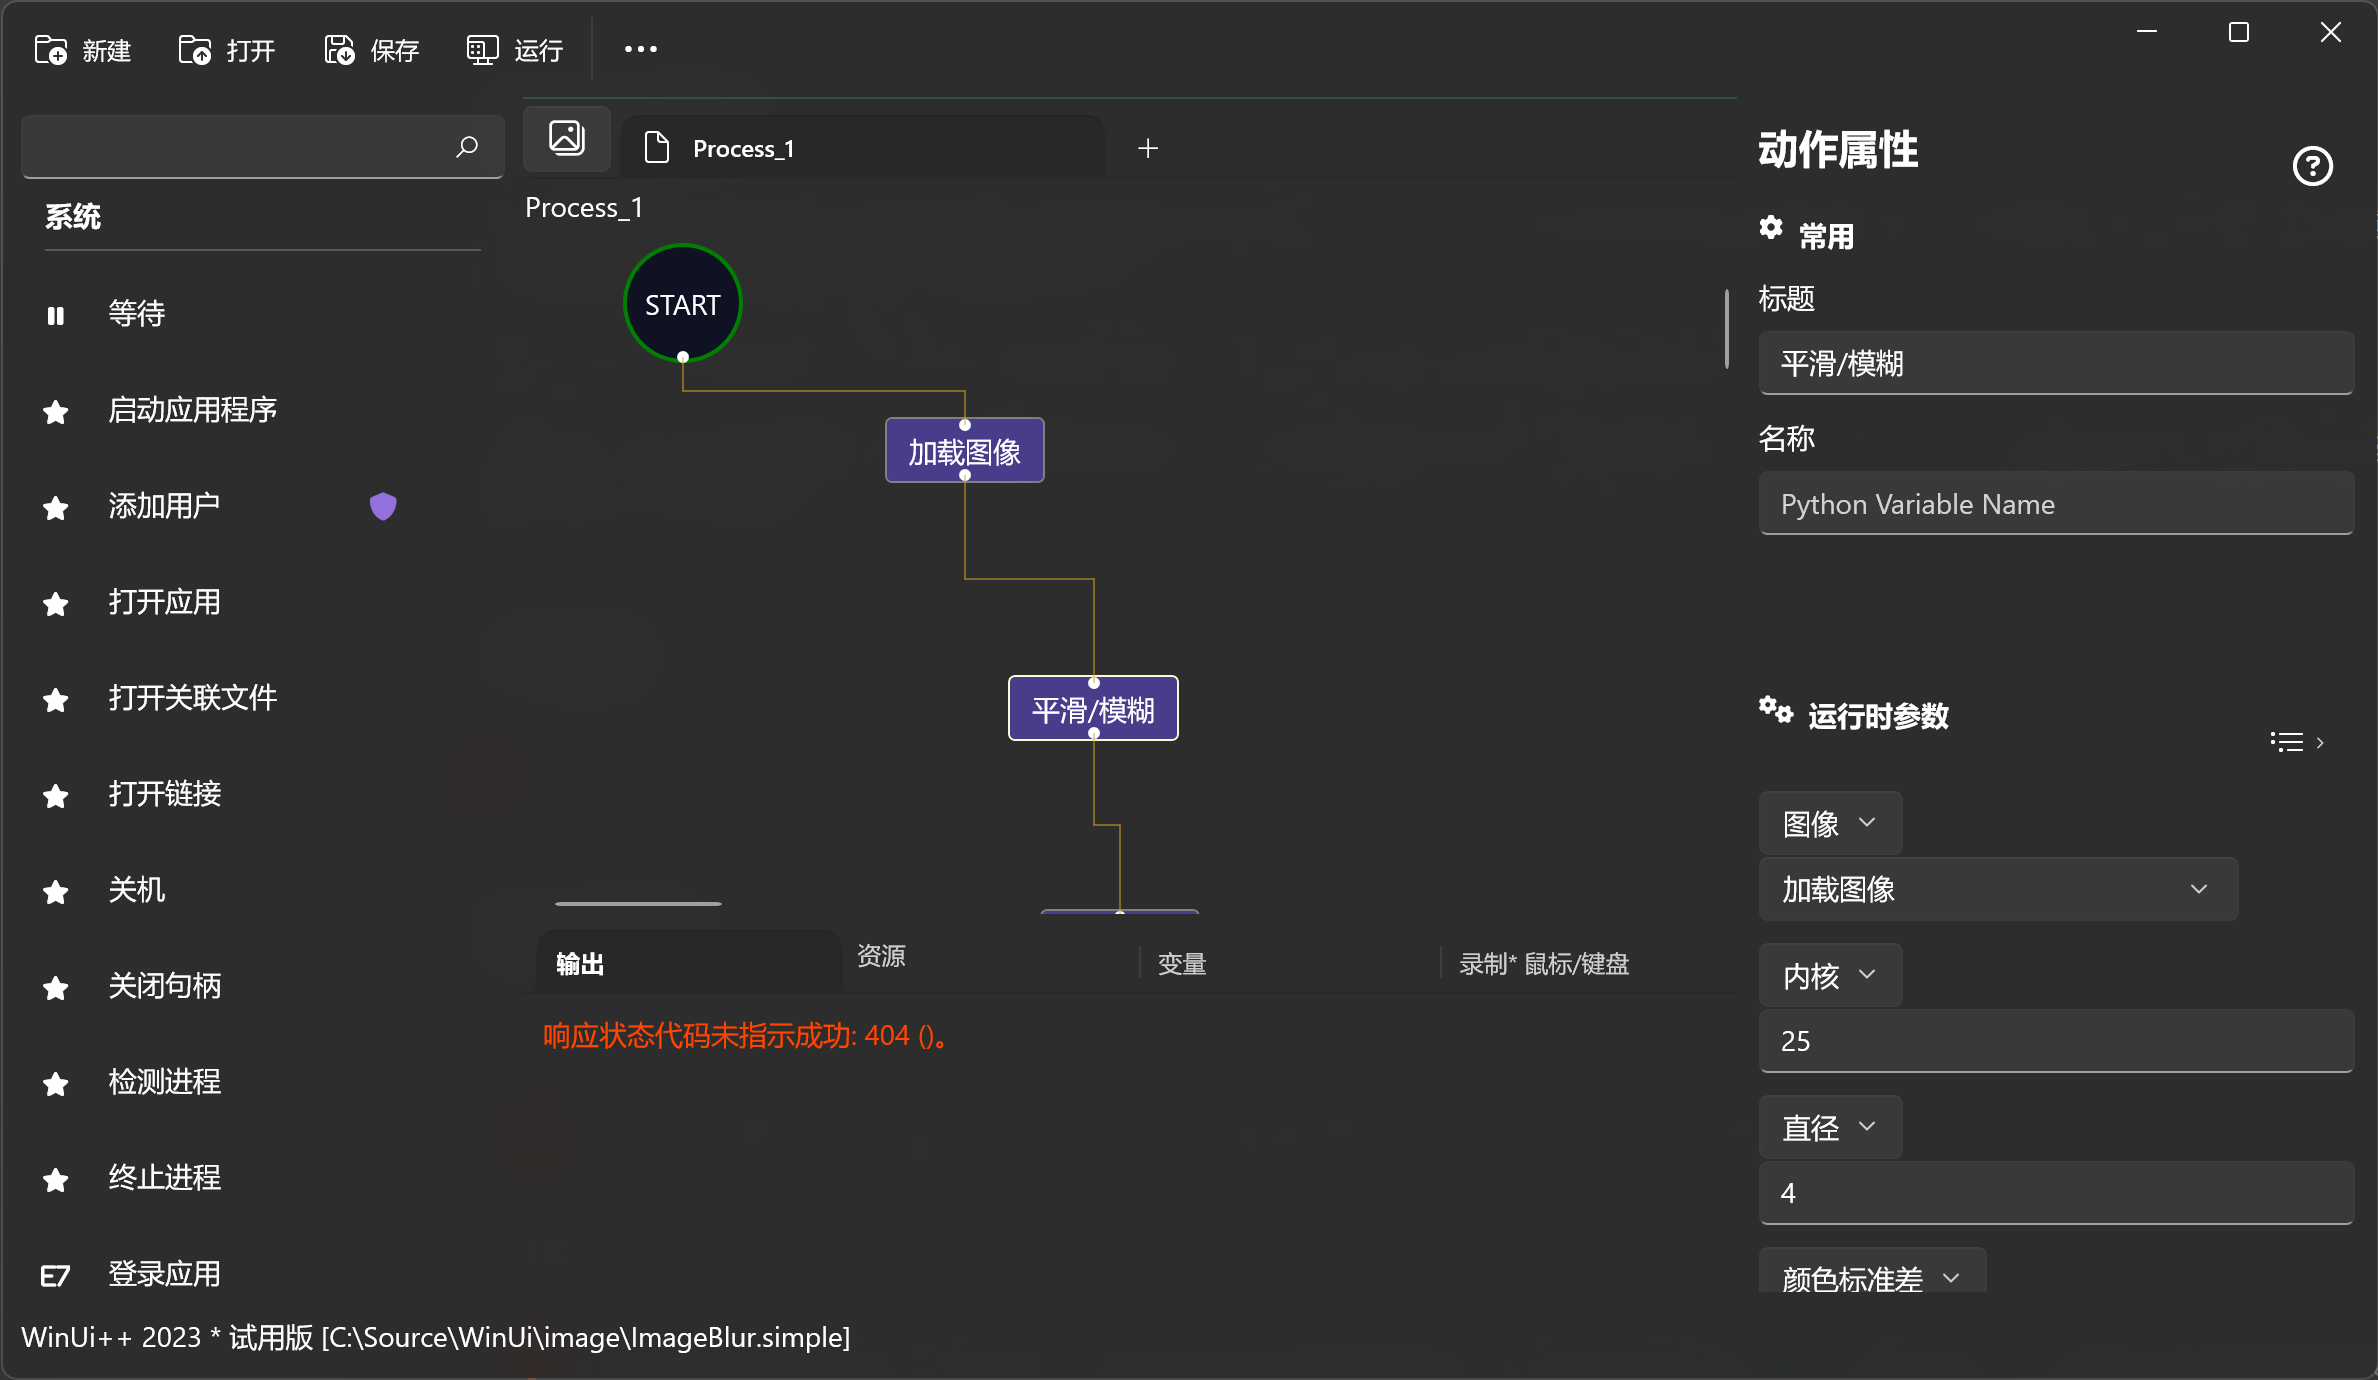 新建
打开
保存
运行
系统
等待
启动应用程序
添加用户
打开应用
打开关联文件
打开链接
关机
关闭句柄
检测进程
终止进程
E7 登录应用
Process_1
Process_1
START
加载图像
平滑/模糊
输出
资源
变量
录制* 鼠标/键盘
响应状态代码未指示成功: 404 ()。
动作属性
常用
标题
平滑/模糊
名称
Python Variable Name
运行时参数
图像
加载图像
内核
25
直径
4
颜色标准差
WinUi++ 2023 * 试用版 [C:\Source\WinUi\image\ImageBlur.simple]